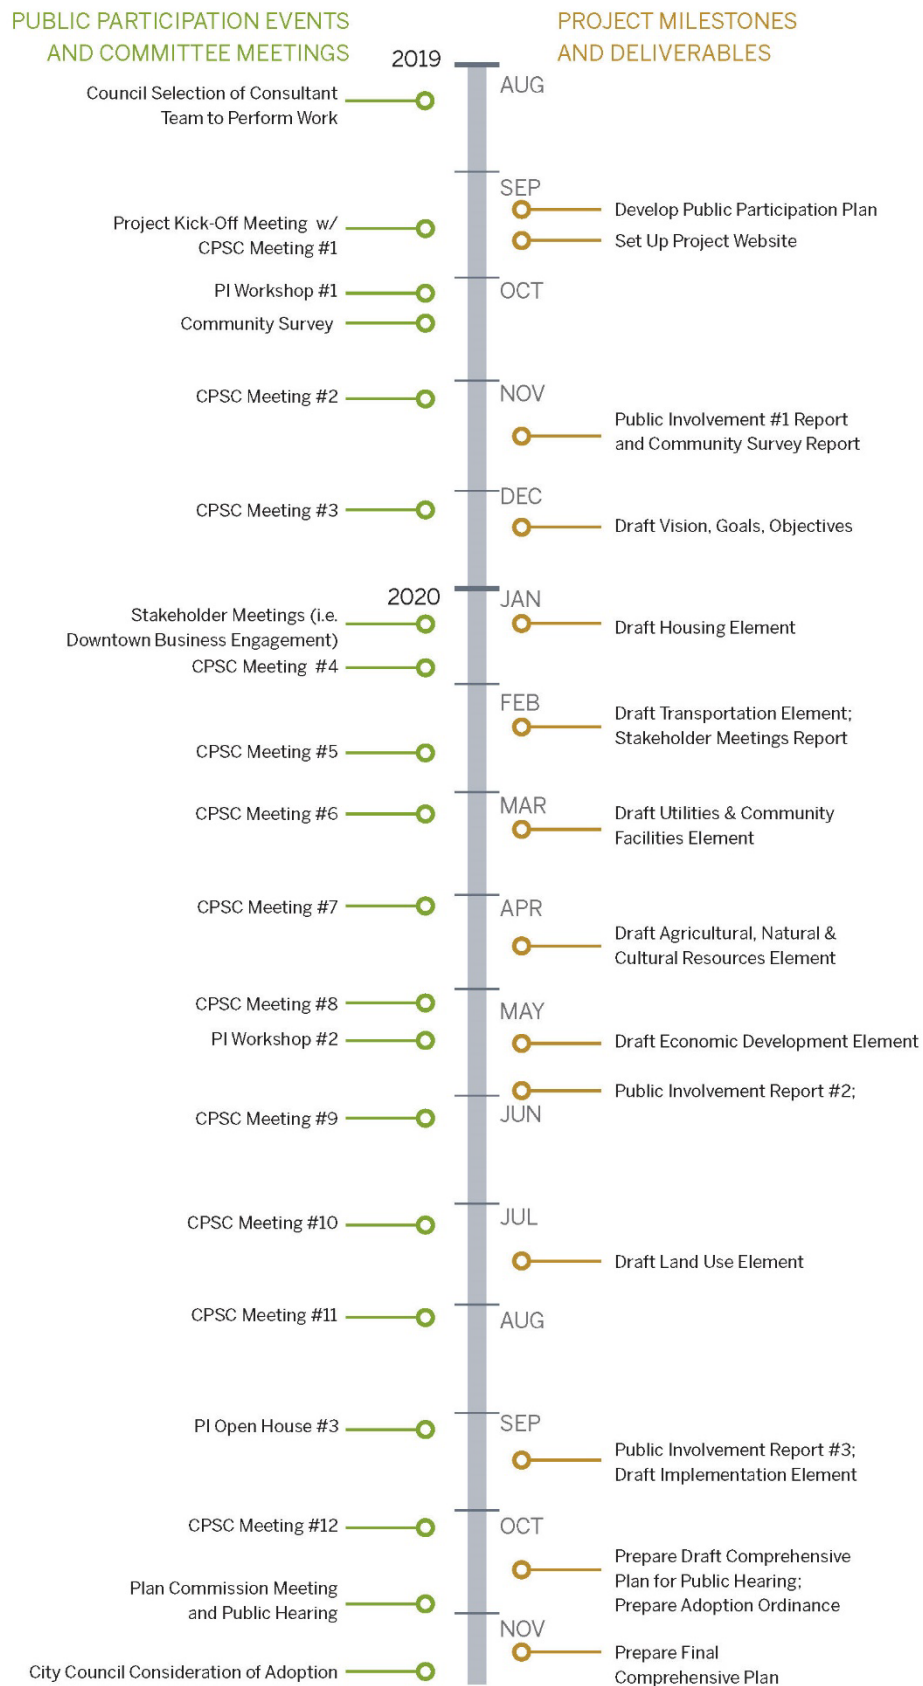 PUBLIC PARTICIPATION EVENTS
AND COMMITTEE MEETINGS
PROJECT MILESTONES
AND DELIVERABLES
2019
AUG
Council Selection of Consultant
Team to Perform Work
SEP
Develop Public Participation Plan
Project Kick-Off Meeting w/
CPSC Meeting #1
Set Up Project Website
OCT
PI Workshop #1
Community Survey
NOV
CPSC Meeting #2
Public Involvement #1 Report
and Community Survey Report
DEC
CPSC Meeting #3
Draft Vision, Goals, Objectives
2020
JAN
Stakeholder Meetings (i.e.
Downtown Business Engagement)
Draft Housing Element
CPSC Meeting #4
FEB
Draft Transportation Element;
Stakeholder Meetings Report
CPSC Meeting #5
MAR
CPSC Meeting #6
Draft Utilities & Community
Facilities Element
APR
CPSC Meeting #7
Draft Agricultural, Natural &
Cultural Resources Element
CPSC Meeting #8
MAY
PI Workshop #2
Draft Economic Development Element
Public Involvement Report #2;
JUN
CPSC Meeting #9
JUL
CPSC Meeting #10
Draft Land Use Element
CPSC Meeting #11
AUG
SEP
PI Open House #3
Public Involvement Report #3;
Draft Implementation Element
CPSC Meeting #12
OCT
Prepare Draft Comprehensive
Plan for Public Hearing;
Prepare Adoption Ordinance
Plan Commission Meeting
and Public Hearing
NOV
Prepare Final
Comprehensive Plan
City Council Consideration of Adoption